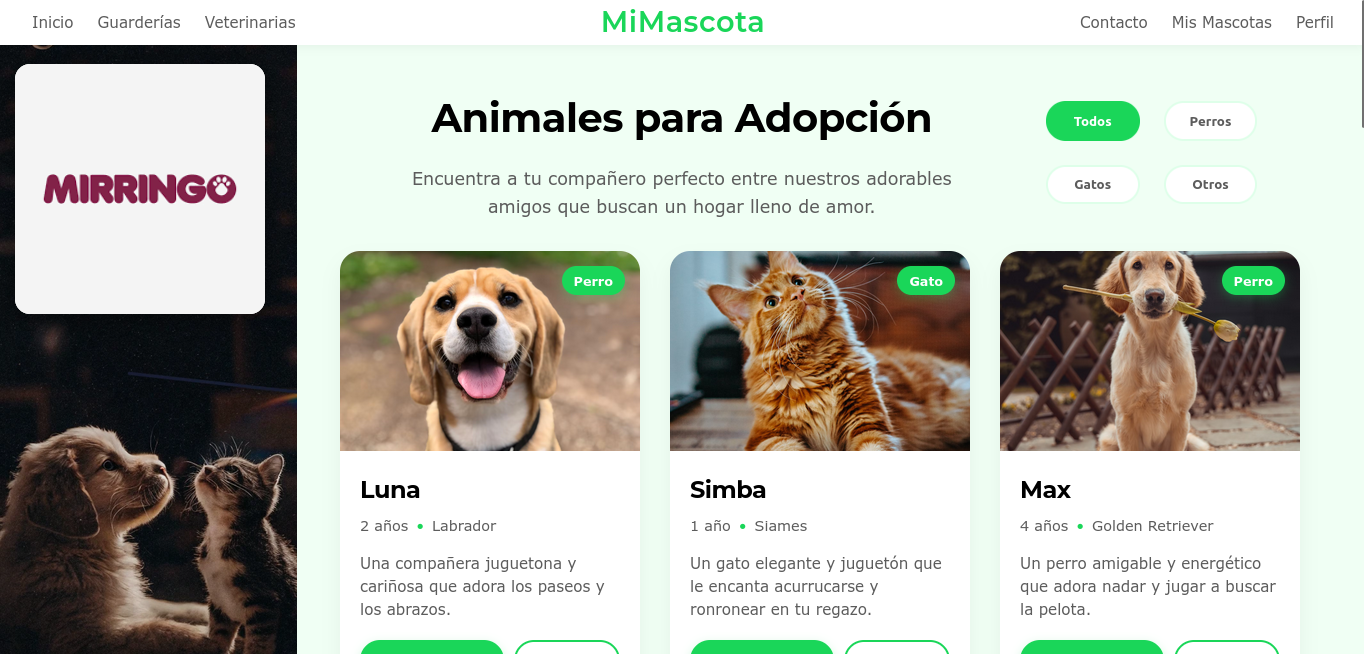 Inicio Guarderías Veterinarias
MiMascota
Contacto Mis Mascotas Perfil
MIRRINGO
Animales para Adopción
Encuentra a tu compañero perfecto entre nuestros adorables
amigos que buscan un hogar lleno de amor.
Todos Perros
Gatos Otros
Perro
Luna
2 años • Labrador
Una compañera juguetona y
cariñosa que adora los paseos y
los abrazos.
Gato
Simba
1 año • Siames
Un gato elegante y juguetón que
le encanta acurrucarse y
ronronear en tu regazo.
Perro
Max
4 años • Golden Retriever
Un perro amigable y energético
que adora nadar y jugar a buscar
la pelota.